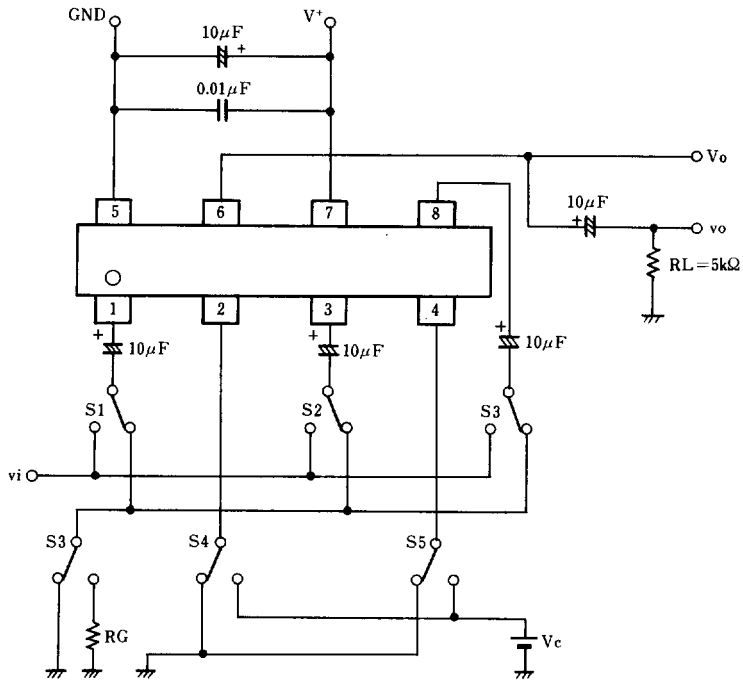 GND
V+
10μF
+
0.01μF
Vo
10μF
+
vo
RL=5kΩ
5
6
7
8
1
2
3
4
+
10μF
+
10μF
+
10μF
S1
S2
S3
vi
S3
S4
S5
RG
Vc